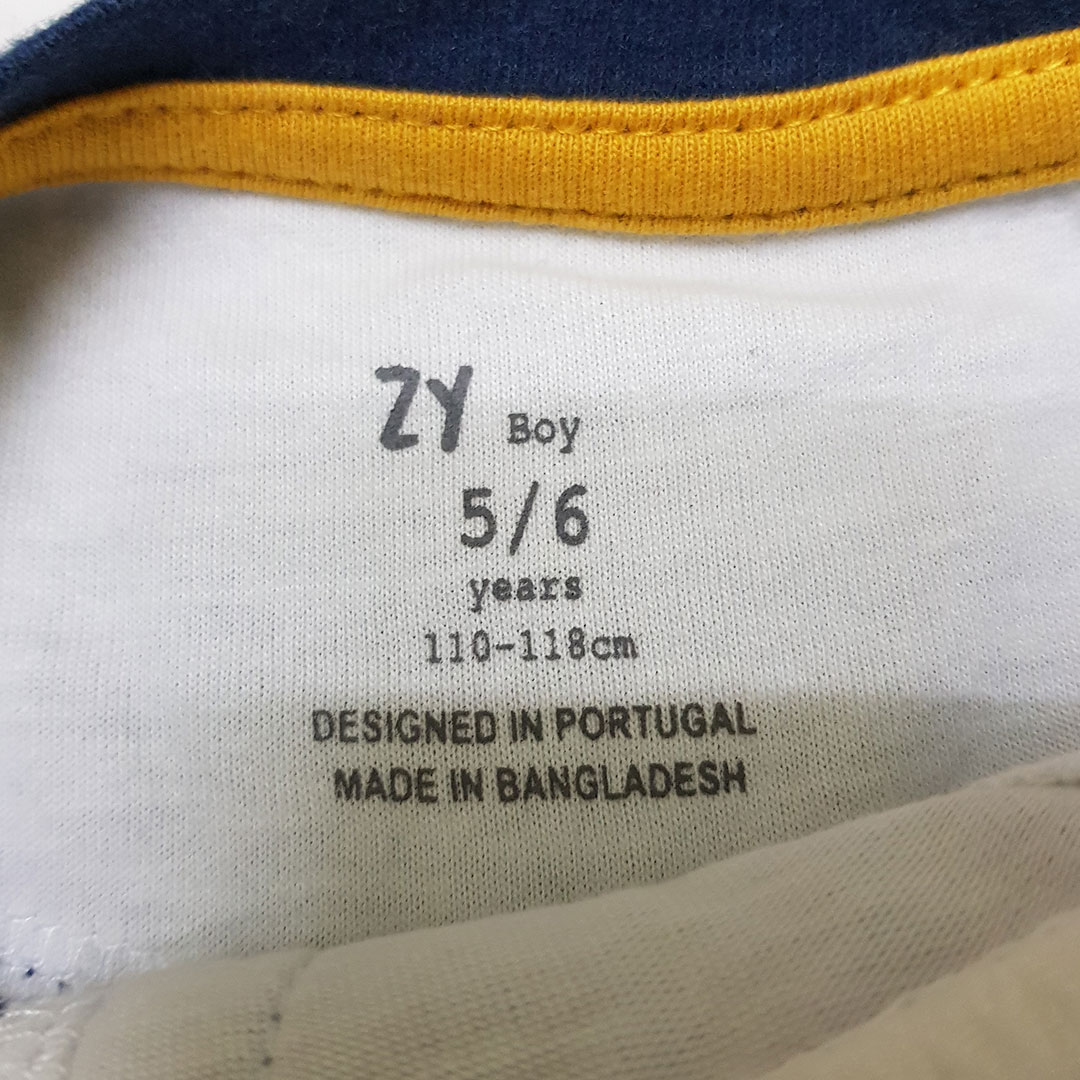 ZY Boy
5/6
years
110-118cm
DESIGNED IN PORTUGAL
MADE IN BANGLADESH